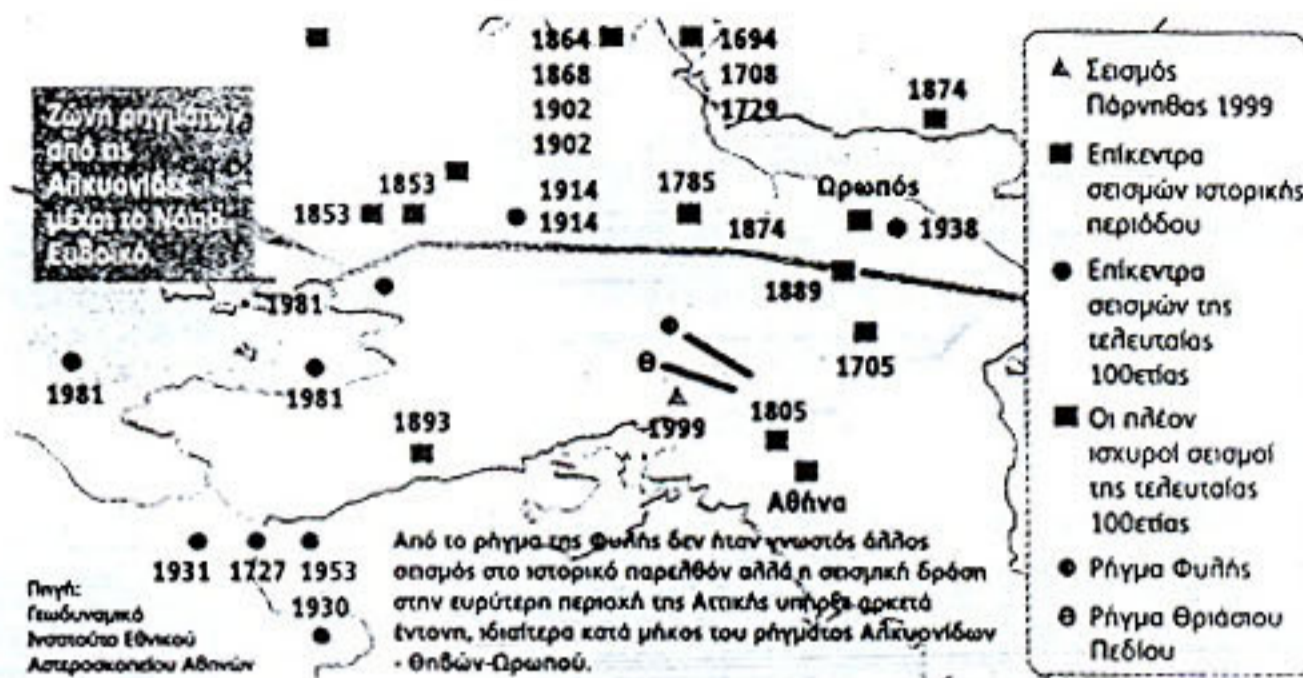 Ζώνη ρηγμάτων
από τις
Αλκυονίδες
μέχρι το Νότιο
Ευβοϊκό.
1864
1868
1902
1902
1914
1914
1694
1708
1729
1874
1853
1853
1785
1874
Ωρωπός
1938
1889
1705
1981
1981
1981
1893
1999
1805
Αθήνα
1931
1727
1953
1930
Θ
Από το ρήγμα της Φυλής δεν ήταν γνωστός άλλος
σεισμός στο ιστορικό παρελθόν αλλά η σεισμική δράση
στην ευρύτερη περιοχή της Αττικής υπήρξε αρκετά
έντονη, ιδιαίτερα κατά μήκος του ρήγματος Αλκυονίδων
- Θηβών-Ωρωπού.
Πηγή:
Γεωδυναμικό
Ινστιτούτο Εθνικού
Αστεροσκοπείου Αθηνών
Σεισμός
Πάρνηθας 1999
Επίκεντρα
σεισμών ιστορικής
περιόδου
Επίκεντρα
σεισμών της
τελευταίας
100ετίας
Οι πλέον
ισχυροί σεισμοί
της τελευταίας
100ετίας
Ρήγμα Φυλής
Θ Ρήγμα Θριάσιου
Πεδίου